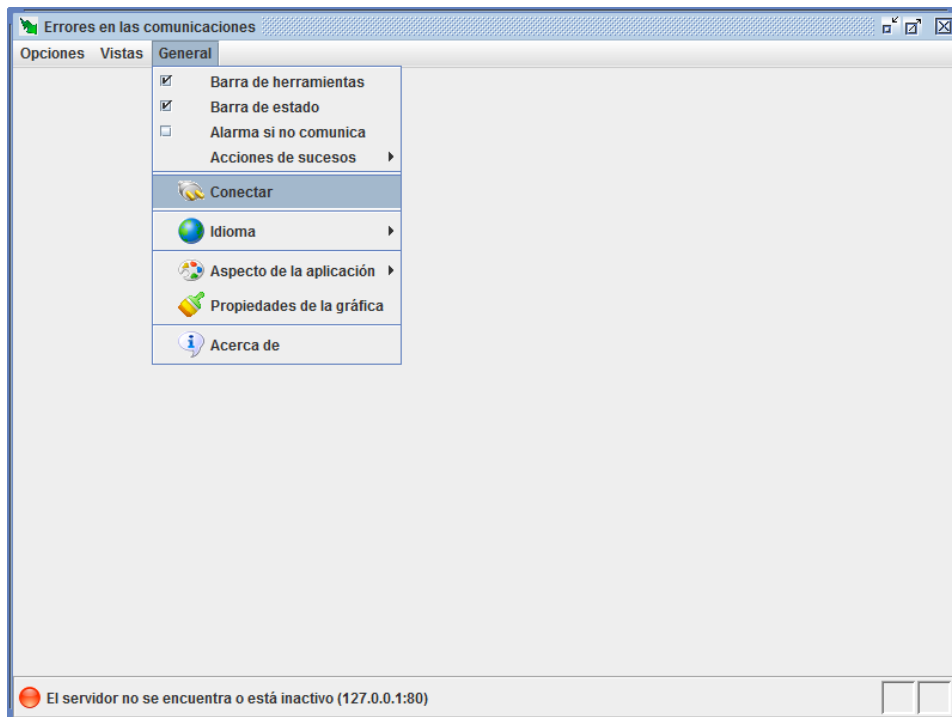 Errores en las comunicaciones
Opciones Vistas General
Barra de herramientas
Barra de estado
Alarma si no comunica
Acciones de sucesos
Conectar
Idioma
Aspecto de la aplicación
Propiedades de la gráfica
Acerca de
El servidor no se encuentra o está inactivo (127.0.0.1:80)